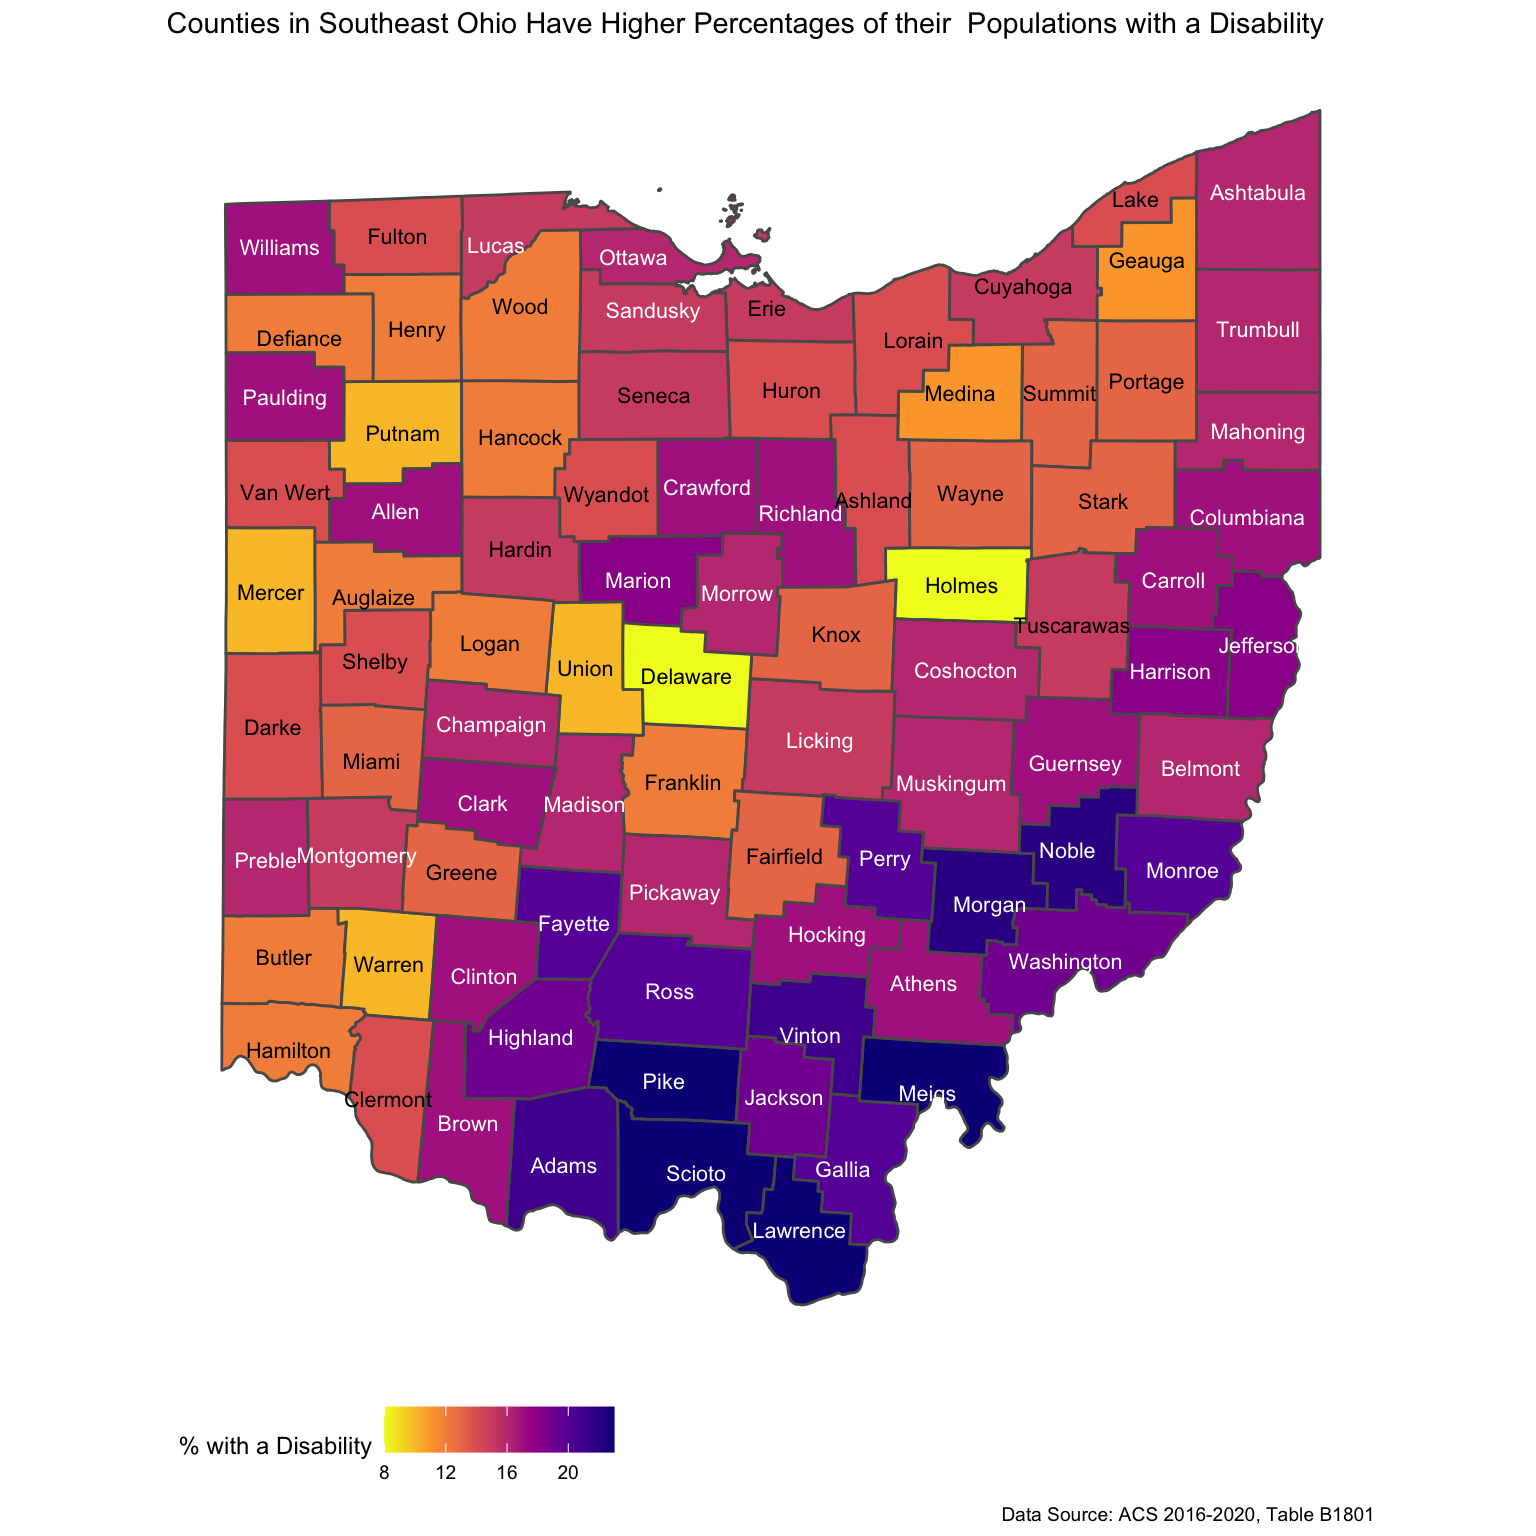 Counties in Southeast Ohio Have Higher Percentages of their  Populations with a Disability
Ashtabula
Lake
Williams
Fulton
Lucas
Ottawa
Geauga
Cuyahoga
Wood
Sandusky
Erie
Henry
Defiance
Trumbull
Lorain
Huron
Portage
Medina
Summit
Paulding
Seneca
Putnam
Hancock
Mahoning
Van Wert
Wyandot
Crawford
Ashland
Wayne
Stark
Allen
Richland
Columbiana
Hardin
Marion
Carroll
Holmes
Mercer
Auglaize
Morrow
Tuscarawas
Knox
Logan
Jefferson
Shelby
Union
Delaware
Coshocton
Harrison
Darke
Champaign
Licking
Miami
Guernsey
Belmont
Franklin
Muskingum
Clark
Madison
Noble
Preble
Montgomery
Fairfield
Perry
Greene
Monroe
Pickaway
Morgan
Fayette
Hocking
Butler
Warren
Washington
Clinton
Athens
Ross
Vinton
Highland
Hamilton
Pike
Meigs
Jackson
Clermont
Brown
Adams
Gallia
Scioto
Lawrence
% with a Disability
8 12 16 20
Data Source: ACS 2016-2020, Table B1801